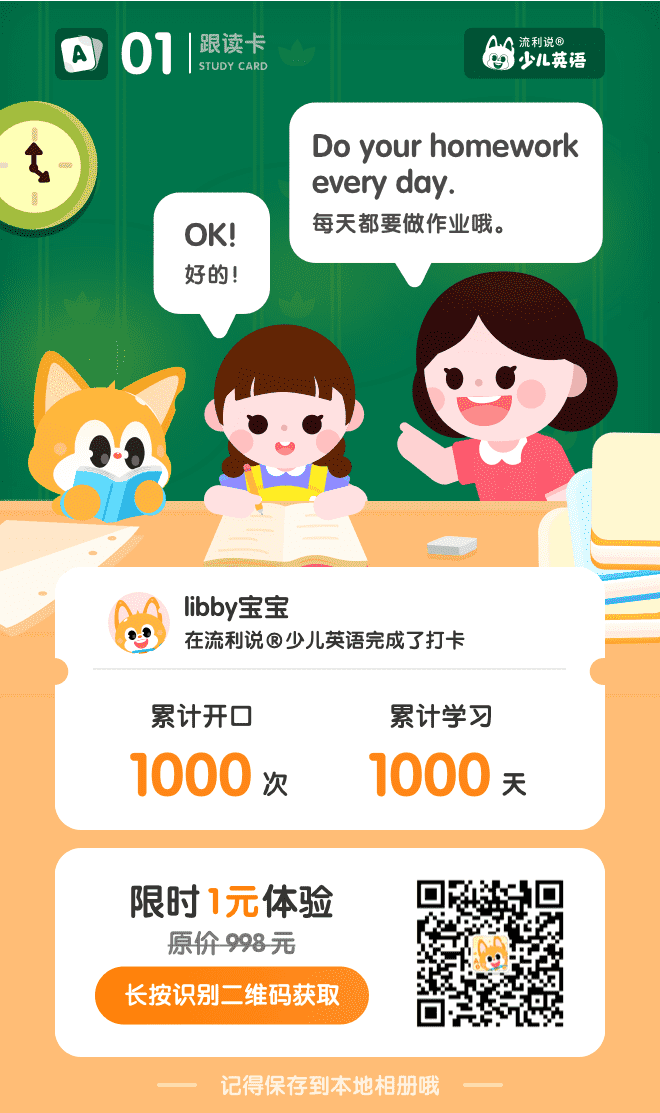 A
01
跟读卡
STUDY CARD
流利说®
少儿英语
Do your homework
every day.
每天都要做作业哦。
OK!
好的!
libby宝宝
在流利说®少儿英语完成了打卡
累计开口
1000 次
累计学习
1000 天
限时1元体验
原价 998 元
长按识别二维码获取
记得保存到本地相册哦